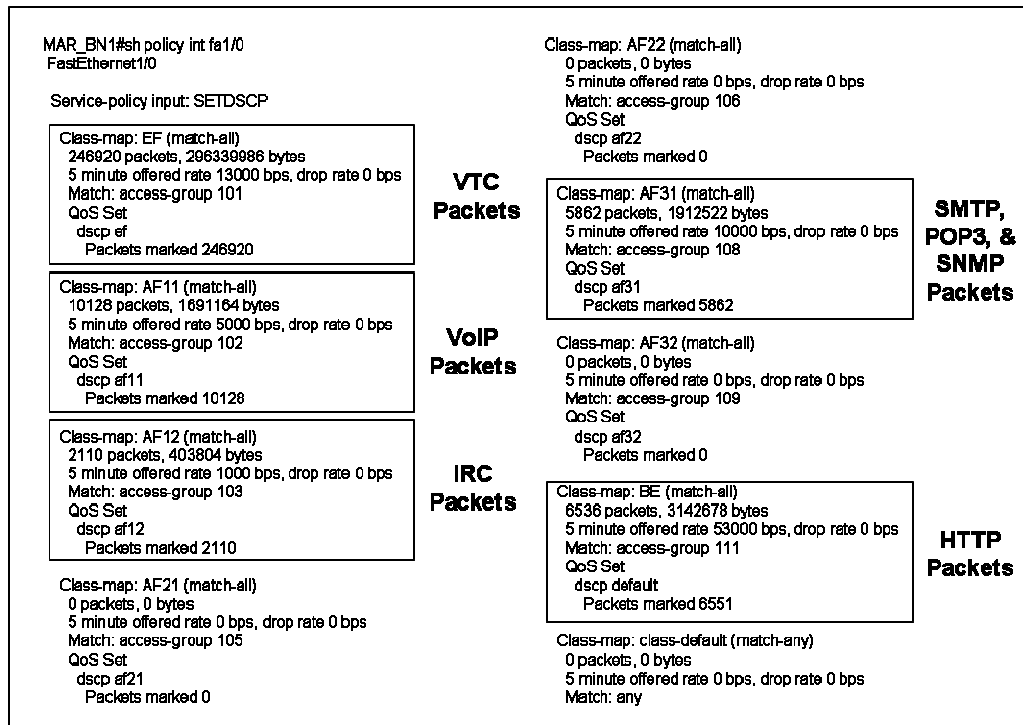 MAR_BN1#sh policy int fa1/0
FastEthernet1/0
Service-policy input: SETDSCP
Class-map: EF (match-all)
246920 packets, 296339986 bytes
5 minute offered rate 13000 bps, drop rate 0 bps
Match: access-group 101
QoS Set
dscp ef
Packets marked 246920
VTC
Packets
Class-map: AF11 (match-all)
10128 packets, 1691164 bytes
5 minute offered rate 5000 bps, drop rate 0 bps
Match: access-group 102
QoS Set
dscp af11
Packets marked 10128
VoIP
Packets
Class-map: AF12 (match-all)
2110 packets, 403804 bytes
5 minute offered rate 1000 bps, drop rate 0 bps
Match: access-group 103
QoS Set
dscp af12
Packets marked 2110
IRC
Packets
Class-map: AF21 (match-all)
0 packets, 0 bytes
5 minute offered rate 0 bps, drop rate 0 bps
Match: access-group 105
QoS Set
dscp af21
Packets marked 0
Class-map: AF22 (match-all)
0 packets, 0 bytes
5 minute offered rate 0 bps, drop rate 0 bps
Match: access-group 106
QoS Set
dscp af22
Packets marked 0
Class-map: AF31 (match-all)
5862 packets, 1912522 bytes
5 minute offered rate 10000 bps, drop rate 0 bps
Match: access-group 108
QoS Set
dscp af31
Packets marked 5862
SMTP,
POP3, &
SNMP
Packets
Class-map: AF32 (match-all)
0 packets, 0 bytes
5 minute offered rate 0 bps, drop rate 0 bps
Match: access-group 109
QoS Set
dscp af32
Packets marked 0
Class-map: BE (match-all)
6536 packets, 3142678 bytes
5 minute offered rate 53000 bps, drop rate 0 bps
Match: access-group 111
QoS Set
dscp default
Packets marked 6551
HTTP
Packets
Class-map: class-default (match-any)
0 packets, 0 bytes
5 minute offered rate 0 bps, drop rate 0 bps
Match: any